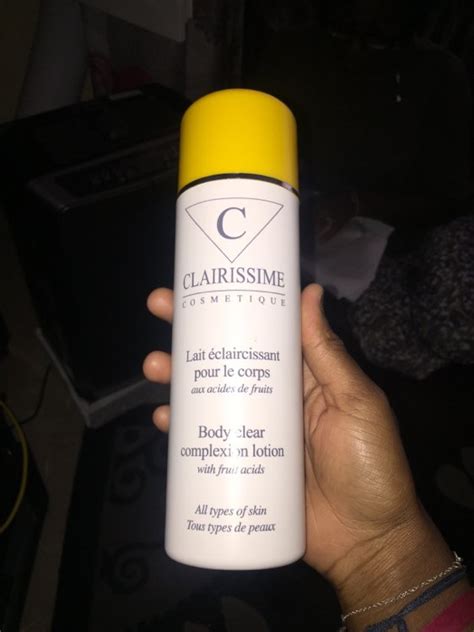 C
CLAIRISSIME
COSMETIQUE
Lait éclaircissant
pour le corps
aux acides de fruits
Body clear
complexion lotion
with fruit acids
All types of skin
Tous types de peaux